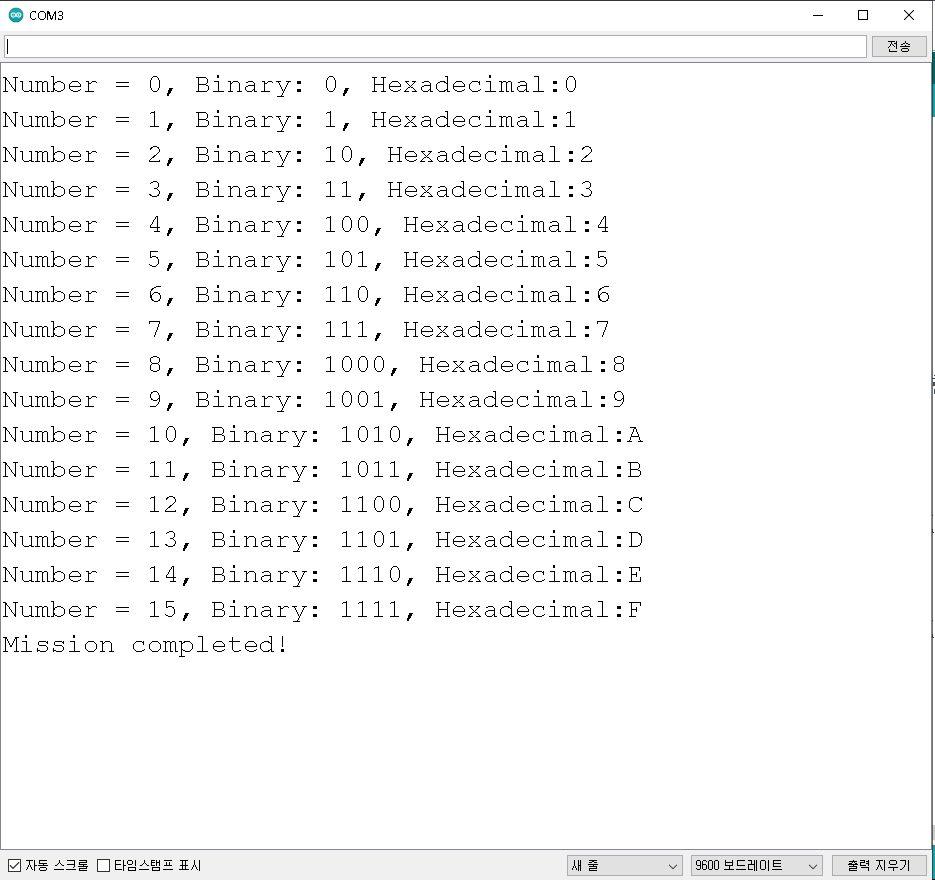 COM3
전송
Number = 0, Binary: 0, Hexadecimal:0
Number = 1, Binary: 1, Hexadecimal:1
Number = 2, Binary: 10, Hexadecimal:2
Number = 3, Binary: 11, Hexadecimal:3
Number = 4, Binary: 100, Hexadecimal:4
Number = 5, Binary: 101, Hexadecimal:5
Number = 6, Binary: 110, Hexadecimal:6
Number = 7, Binary: 111, Hexadecimal:7
Number = 8, Binary: 1000, Hexadecimal:8
Number = 9, Binary: 1001, Hexadecimal:9
Number = 10, Binary: 1010, Hexadecimal:A
Number = 11, Binary: 1011, Hexadecimal:B
Number = 12, Binary: 1100, Hexadecimal:C
Number = 13, Binary: 1101, Hexadecimal:D
Number = 14, Binary: 1110, Hexadecimal:E
Number = 15, Binary: 1111, Hexadecimal:F
Mission completed!
자동 스크롤 타임스탬프 표시 새 줄 9600 보드레이트 출력 지우기